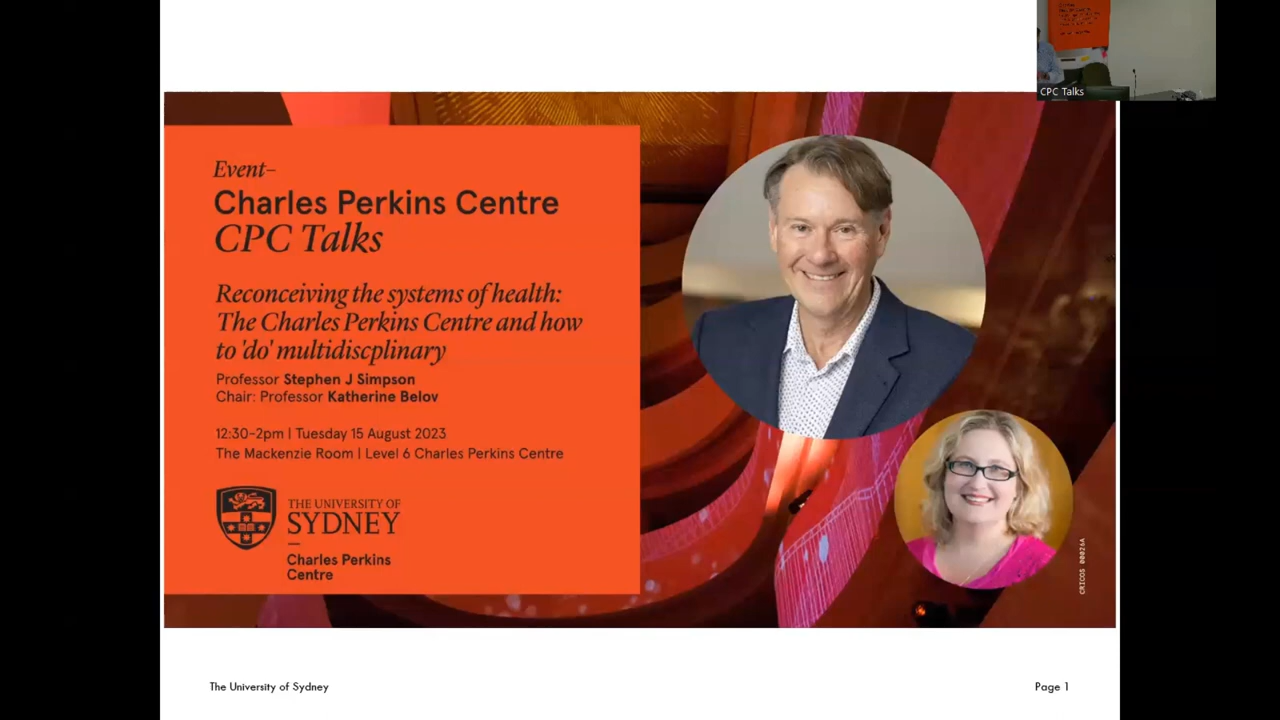 CPC Talks
Event–
Charles Perkins Centre
CPC Talks
Reconceiving the systems of health:
The Charles Perkins Centre and how
to 'do' multidiscplinary
Professor Stephen J Simpson
Chair: Professor Katherine Belov
12:30–2pm | Tuesday 15 August 2023
The Mackenzie Room | Level 6 Charles Perkins Centre
THE UNIVERSITY OF
SYDNEY
—
Charles Perkins
Centre
CRICOS 00026A
The University of Sydney
Page 1